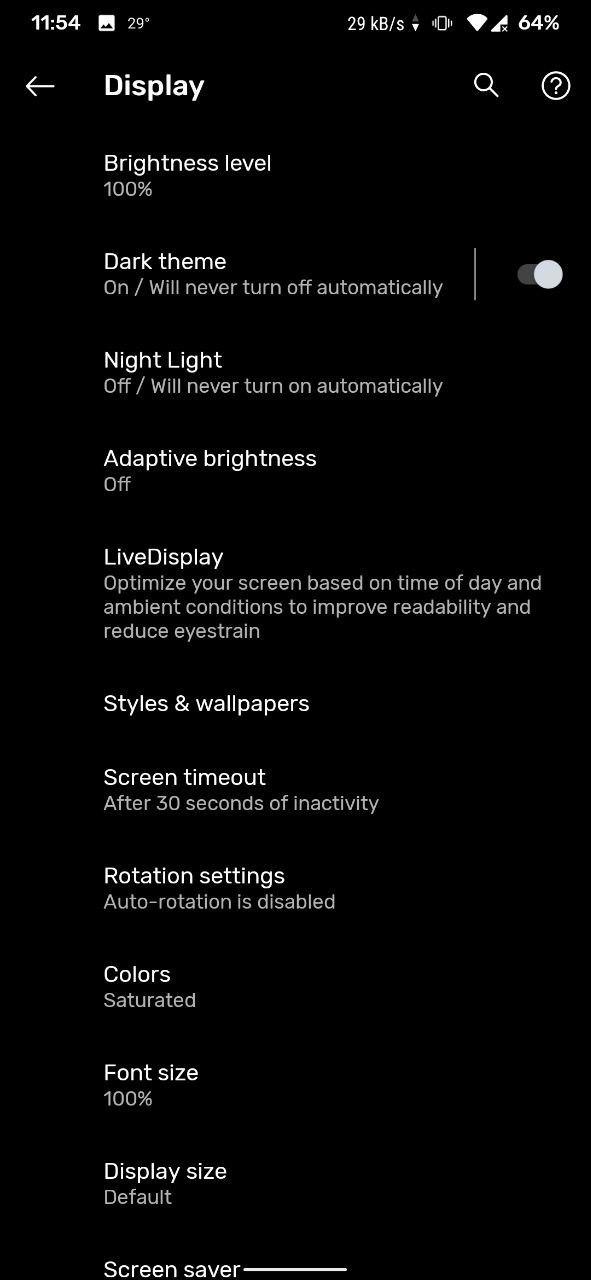 11:54 29° 29 kB/s 64%
Display
Brightness level
100%
Dark theme
On / Will never turn off automatically
Night Light
Off / Will never turn on automatically
Adaptive brightness
Off
LiveDisplay
Optimize your screen based on time of day and
ambient conditions to improve readability and
reduce eyestrain
Styles & wallpapers
Screen timeout
After 30 seconds of inactivity
Rotation settings
Auto-rotation is disabled
Colors
Saturated
Font size
100%
Display size
Default
Screen saver